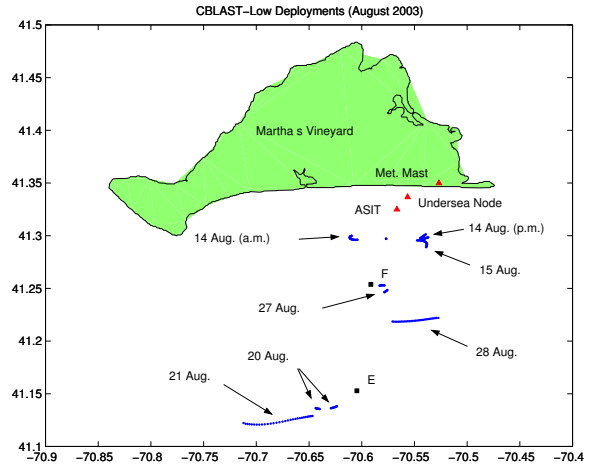 CBLAST−Low Deployments (August 2003)
41.5
41.45
41.4
Martha s Vineyard
41.35
Met. Mast
Undersea Node
ASIT
41.3
14 Aug. (a.m.)
14 Aug. (p.m.)
15 Aug.
F
41.25
27 Aug.
41.2
28 Aug.
20 Aug.
21 Aug.
E
41.15
41.1
−70.9 −70.85 −70.8 −70.75 −70.7 −70.65 −70.6 −70.55 −70.5 −70.45 −70.4